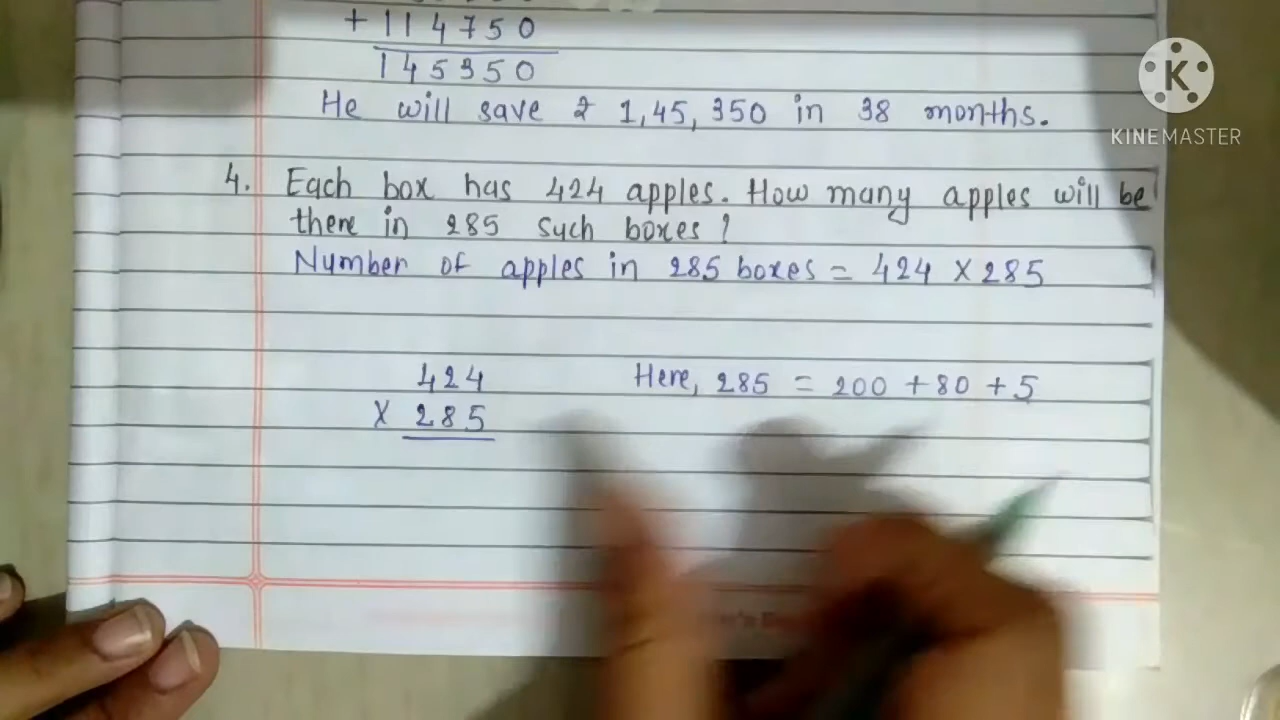 + 114750
145350
He will save ₹ 1,45,350 in 38 months.
K
KINEMASTER
4. Each box has 424 apples. How many apples will be
there in 285 such boxes?
Number of apples in 285 boxes = 424 X 285
424
Here, 285 = 200 + 80 + 5
X 285